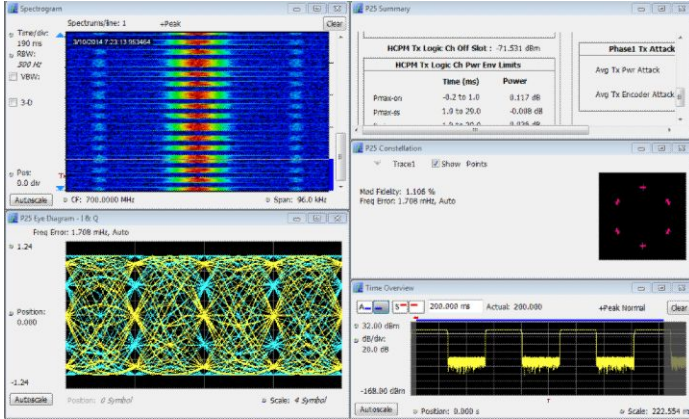 Spectrogram
Spectrums/line: 1 +Peak Clear
Time/div:
190 ms
RBW:
300 Hz
VBW:
3-D
Pos:
0.0 div
Autoscale CF: 700.0000 MHz Span: 96.0 kHz
3/10/2014 7:23:13.963464
P25 Eye Diagram - I & Q
Freq Error: 1.708 mHz, Auto
1.24
Position:
0.000
-1.24
Autoscale Position: 0 Symbol Scale: 4 Symbol
P25 Summary
HCPM Tx Logic Ch Off Slot : -71.531 dBm
HCPM Tx Logic Ch Pwr Env Limits
Time (ms) Power
Pmax-on -0.2 to 1.0 0.117 dB
Pmax-ss 1.0 to 29.0 -0.008 dB
Phase1 Tx Attack
Avg Tx Pwr Attack
Avg Tx Encoder Attack
P25 Constellation
Trace1 Show Points
Mod Fidelity: 1.106 %
Freq Error: 1.708 mHz, Auto
Time Overview
200.000 ms Actual: 200.000 +Peak Normal Clear
32.00 dBm
dB/div:
20.0 dB
-168.00 dBm
Autoscale Position: 0.000 s Scale: 222.554 ms